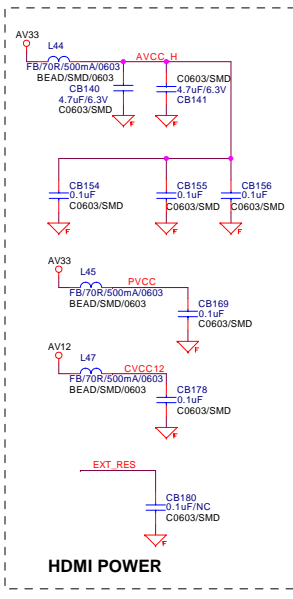 AV33
L44
AVCC_H
FB/70R/500mA/0603
BEAD/SMD/0603
CB140
4.7uF/6.3V
C0603/SMD
C0603/SMD
4.7uF/6.3V
CB141
F
F
CB154
0.1uF
C0603/SMD
CB155
0.1uF
C0603/SMD
CB156
0.1uF
C0603/SMD
F
F
F
AV33
L45
PVCC
FB/70R/500mA/0603
BEAD/SMD/0603
CB169
0.1uF
C0603/SMD
F
AV12
L47
CVCC12
FB/70R/500mA/0603
BEAD/SMD/0603
CB178
0.1uF
C0603/SMD
F
EXT_RES
CB180
0.1uF/NC
C0603/SMD
F
HDMI POWER